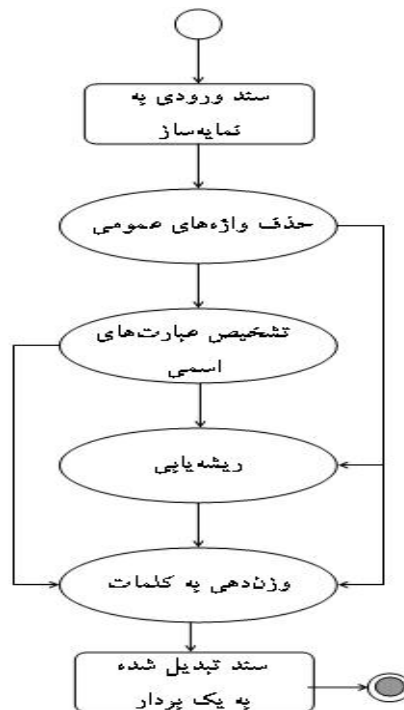 سند ورودی به
نمایه‌ساز
حذف واژه‌های عمومی
تشخیص عبارت‌های
اسمی
ریشه‌یابی
وزن‌دهی به کلمات
سند تبدیل شده
به یک بردار